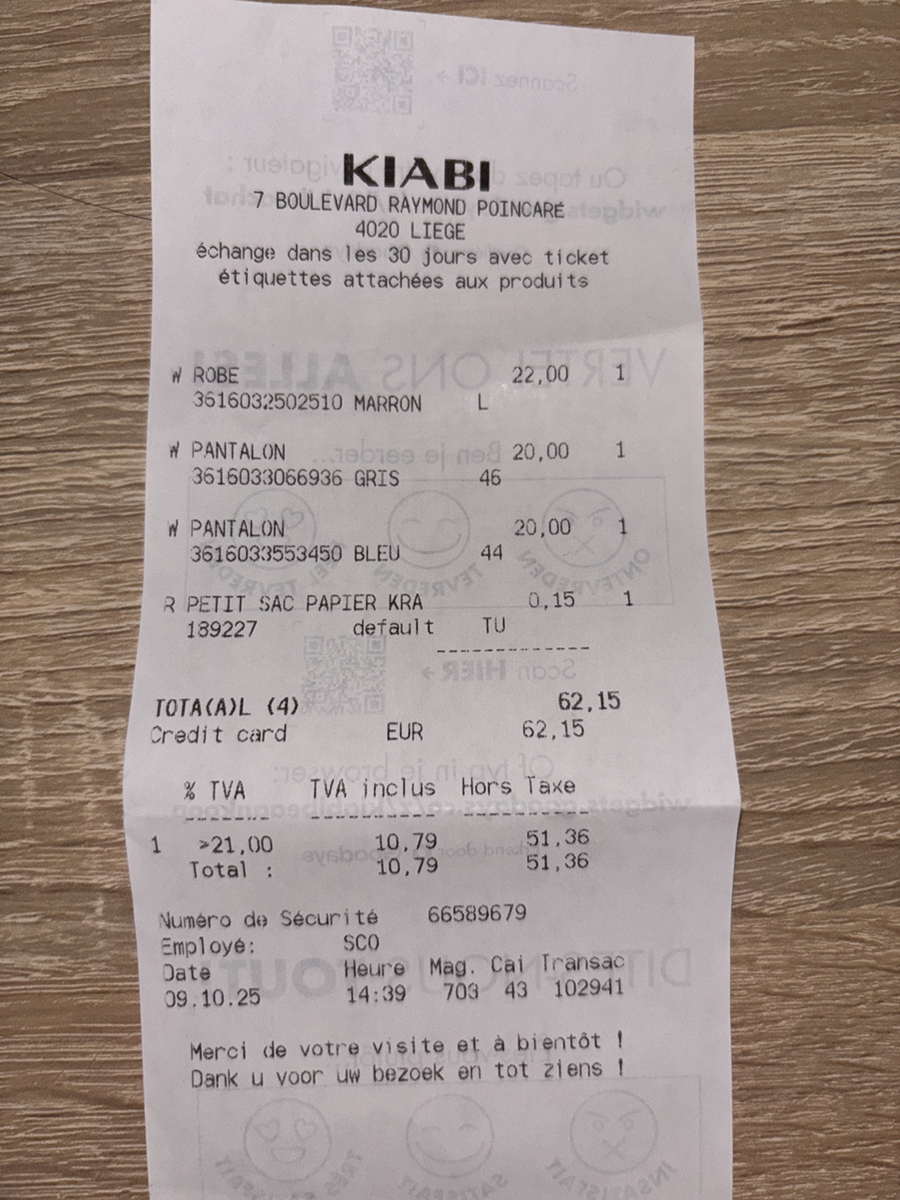 KIABI
7 BOULEVARD RAYMOND POINCARÉ
4020 LIEGE
échange dans les 30 jours avec ticket
étiquettes attachées aux produits
W ROBE 22,00 1
3616032502510 MARRON L
W PANTALON 20,00 1
3616033066936 GRIS 46
W PANTALON 20,00 1
3616033553450 BLEU 44
R PETIT SAC PAPIER KRA 0,15 1
189227 default TU
-------------
TOTA(A)L (4) 62,15
Credit card EUR 62,15
% TVA TVA inclus Hors Taxe
------- ---------- -----------
1 >21,00 10,79 51,36
Total : 10,79 51,36
Numéro de Sécurité 66589679
Employé: SCO
Date Heure Mag. Cai Transac
09.10.25 14:39 703 43 102941
Merci de votre visite et à bientôt !
Dank u voor uw bezoek en tot ziens !